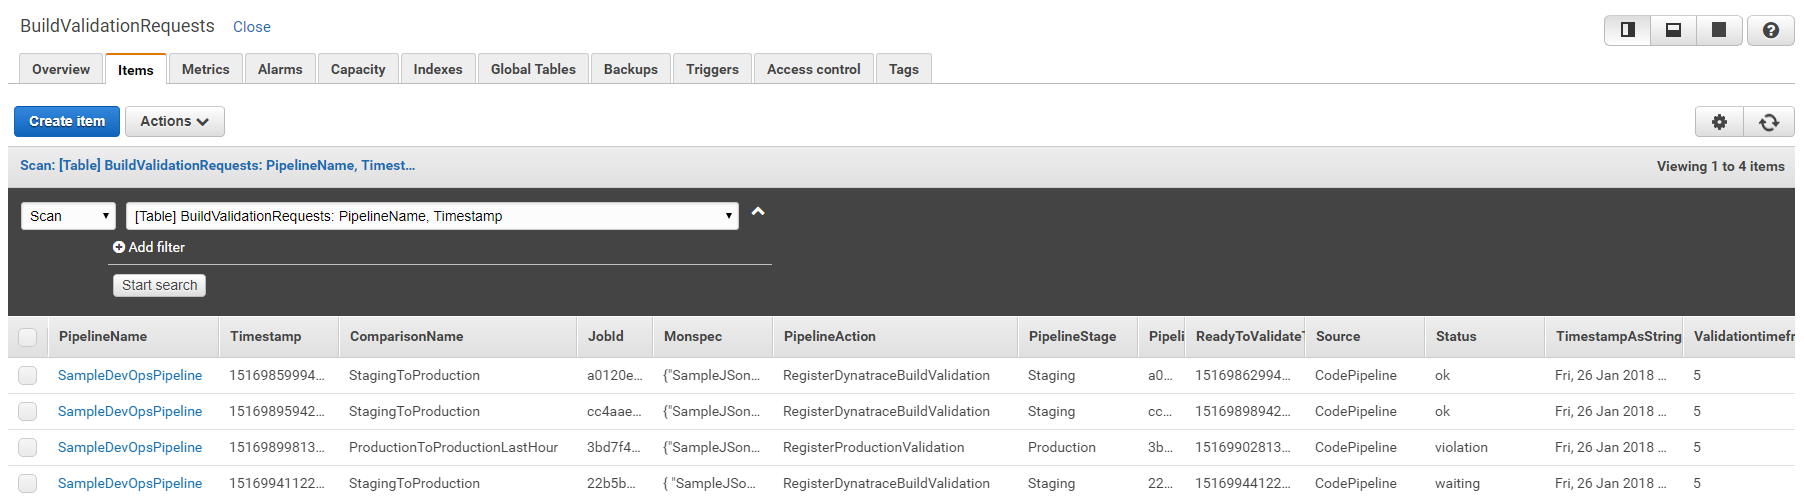 BuildValidationRequests Close
Overview Items Metrics Alarms Capacity Indexes Global Tables Backups Triggers Access control Tags
Create item Actions
Scan: [Table] BuildValidationRequests: PipelineName, Timest... Viewing 1 to 4 items
Scan [Table] BuildValidationRequests: PipelineName, Timestamp
Add filter
Start search
PipelineName Timestamp ComparisonName JobId Monspec PipelineAction PipelineStage Pipeli ReadyToValidateT Source Status TimestampAsString Validationtimefr
SampleDevOpsPipeline 15169859994... StagingToProduction a0120e... {"SampleJSon... RegisterDynatraceBuildValidation Staging a0... 15169862994... CodePipeline ok Fri, 26 Jan 2018 ... 5
SampleDevOpsPipeline 15169895942... StagingToProduction cc4aae... {"SampleJSon... RegisterDynatraceBuildValidation Staging cc... 15169898942... CodePipeline ok Fri, 26 Jan 2018 ... 5
SampleDevOpsPipeline 15169899813... ProductionToProductionLastHour 3bd7f4... {"SampleJSon... RegisterProductionValidation Production 3b... 15169902813... CodePipeline violation Fri, 26 Jan 2018 ... 5
SampleDevOpsPipeline 15169941122... StagingToProduction 22b5b... { "SampleJSo... RegisterDynatraceBuildValidation Staging 22... 15169944122... CodePipeline waiting Fri, 26 Jan 2018 ... 5